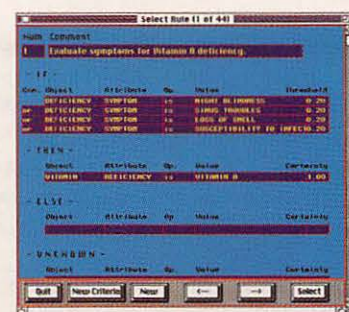 Select Rule (1 of 44)
Num Comment
1 Evaluate symptoms for Vitamin A deficiency.
- IF -
Con. Object Attribute Op. Value Threshold
DEFICIENCY SYMPTOM is NIGHT BLINDNESS 0.20
or DEFICIENCY SYMPTOM is SINUS TROUBLES 0.20
or DEFICIENCY SYMPTOM is LOSS OF SMELL 0.20
or DEFICIENCY SYMPTOM is SUSCEPTIBILITY TO INFECTIO 0.20
- THEN -
Object Attribute Op. Value Certainty
VITAMIN DEFICIENCY is VITAMIN A 1.00
- ELSE -
Object Attribute Op Value Certainty
- UNKNOWN -
Object Attribute Op. Value Certainty
Quit New Criteria New <-- --> Select